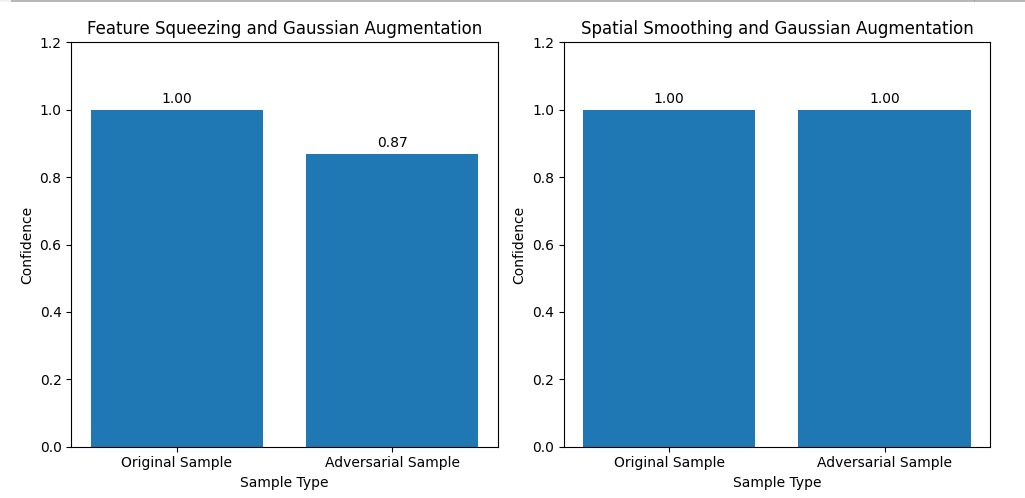 Feature Squeezing and Gaussian Augmentation
1.2
1.0
0.8
0.6
0.4
0.2
0.0
Confidence
1.00
0.87
Original Sample
Adversarial Sample
Sample Type
Spatial Smoothing and Gaussian Augmentation
1.2
1.0
0.8
0.6
0.4
0.2
0.0
Confidence
1.00
1.00
Original Sample
Adversarial Sample
Sample Type